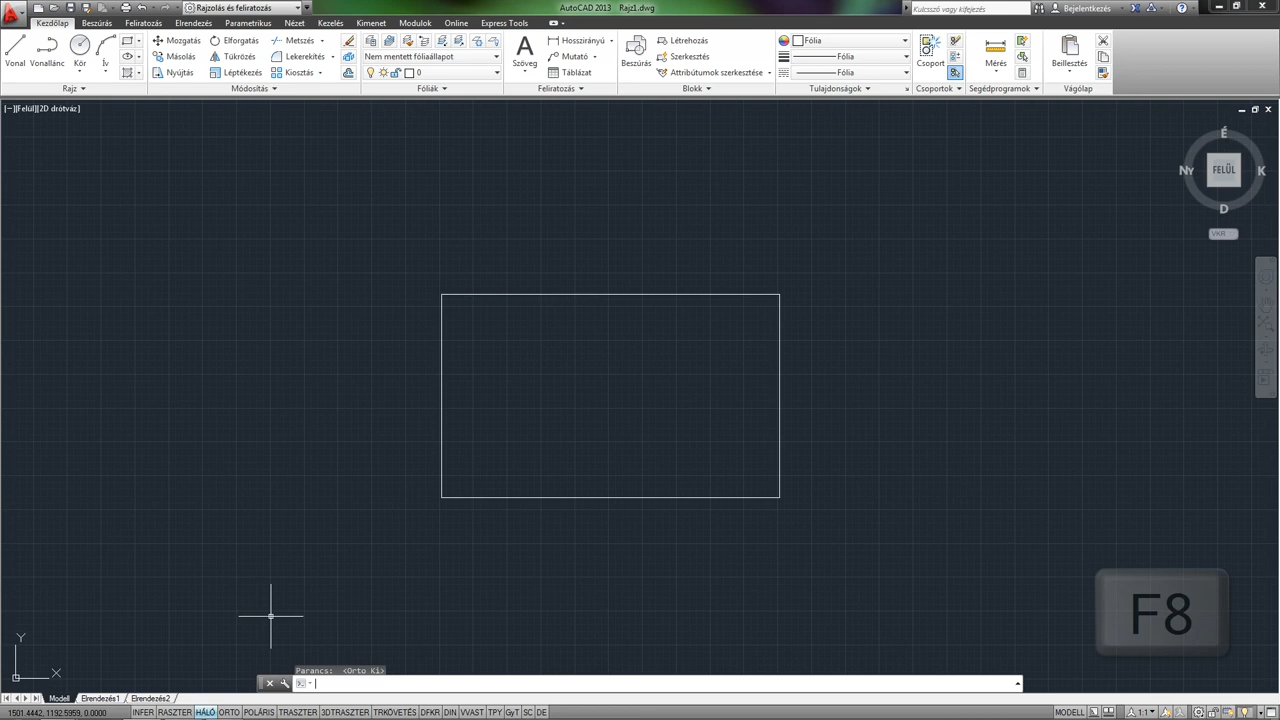 Rajzolás és feliratozás
AutoCAD 2013 Rajz1.dwg
Kulcsszó vagy kifejezés
Bejelentkezés
Kezdőlap Beszúrás Feliratozás Elrendezés Parametrikus Nézet Kezelés Kimenet Modulok Online Express Tools
Vonal Vonallánc Kör Ív
Mozgatás Elforgatás Metszés
Másolás Tükrözés Lekerekítés
Nyújtás Léptékezés Kiosztás
Nem mentett fóliaállapot
0
Szöveg
Hosszirányú
Mutató
Táblázat
Beszúrás
Létrehozás
Szerkesztés
Attribútumok szerkesztése
Fólia
Fólia
Fólia
Csoport
Mérés
Beillesztés
Rajz Módosítás Fóliák Feliratozás Blokk Tulajdonságok Csoportok Segédprogramok Vágólap
[−][Felül][2D drótváz]
É
Ny FELÜL K
D
VKR
F8
Y
X
Parancs: <Orto Ki>
Modell Elrendezés1 Elrendezés2
1501.4442, 1192.5959, 0.0000 INFER RASZTER HÁLÓ ORTO POLÁRIS TRASZTER 3DTRASZTER TRKÖVETÉS DFKR DIN VVAST TPY GyT SC DE MODELL 1:1